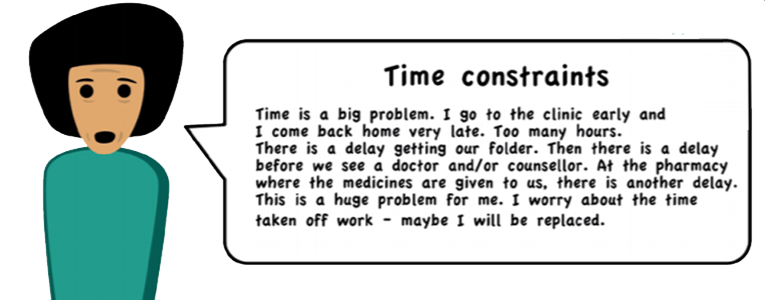 Time constraints
Time is a big problem. I go to the clinic early and
I come back home very late. Too many hours.
There is a delay getting our folder. Then there is a delay
before we see a doctor and/or counsellor. At the pharmacy
where the medicines are given to us, there is another delay.
This is a huge problem for me. I worry about the time
taken off work - maybe I will be replaced.